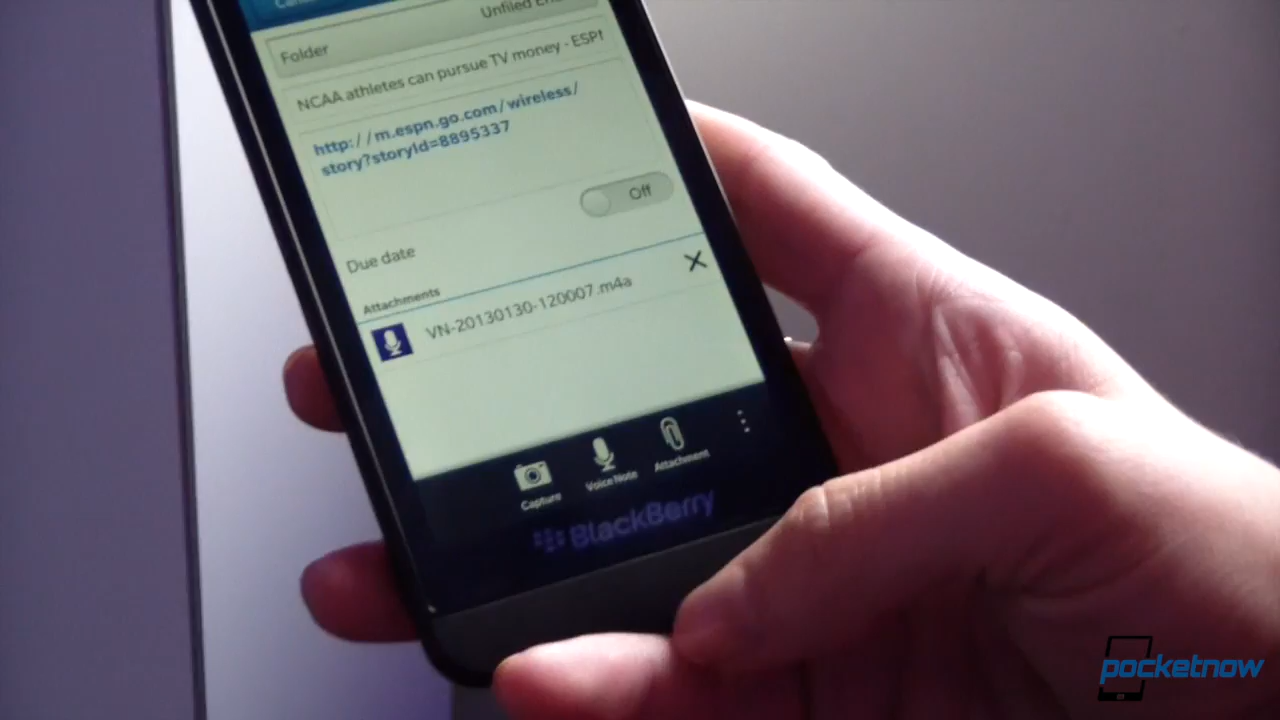 Folder
Unfiled
NCAA athletes can pursue TV money - ESPN
http://m.espn.go.com/wireless/
story?storyId=8895337
Off
Due date
Attachments
VN-20130130-120007.m4a
Capture
Voice Note
Attachment
BlackBerry
pocketnow